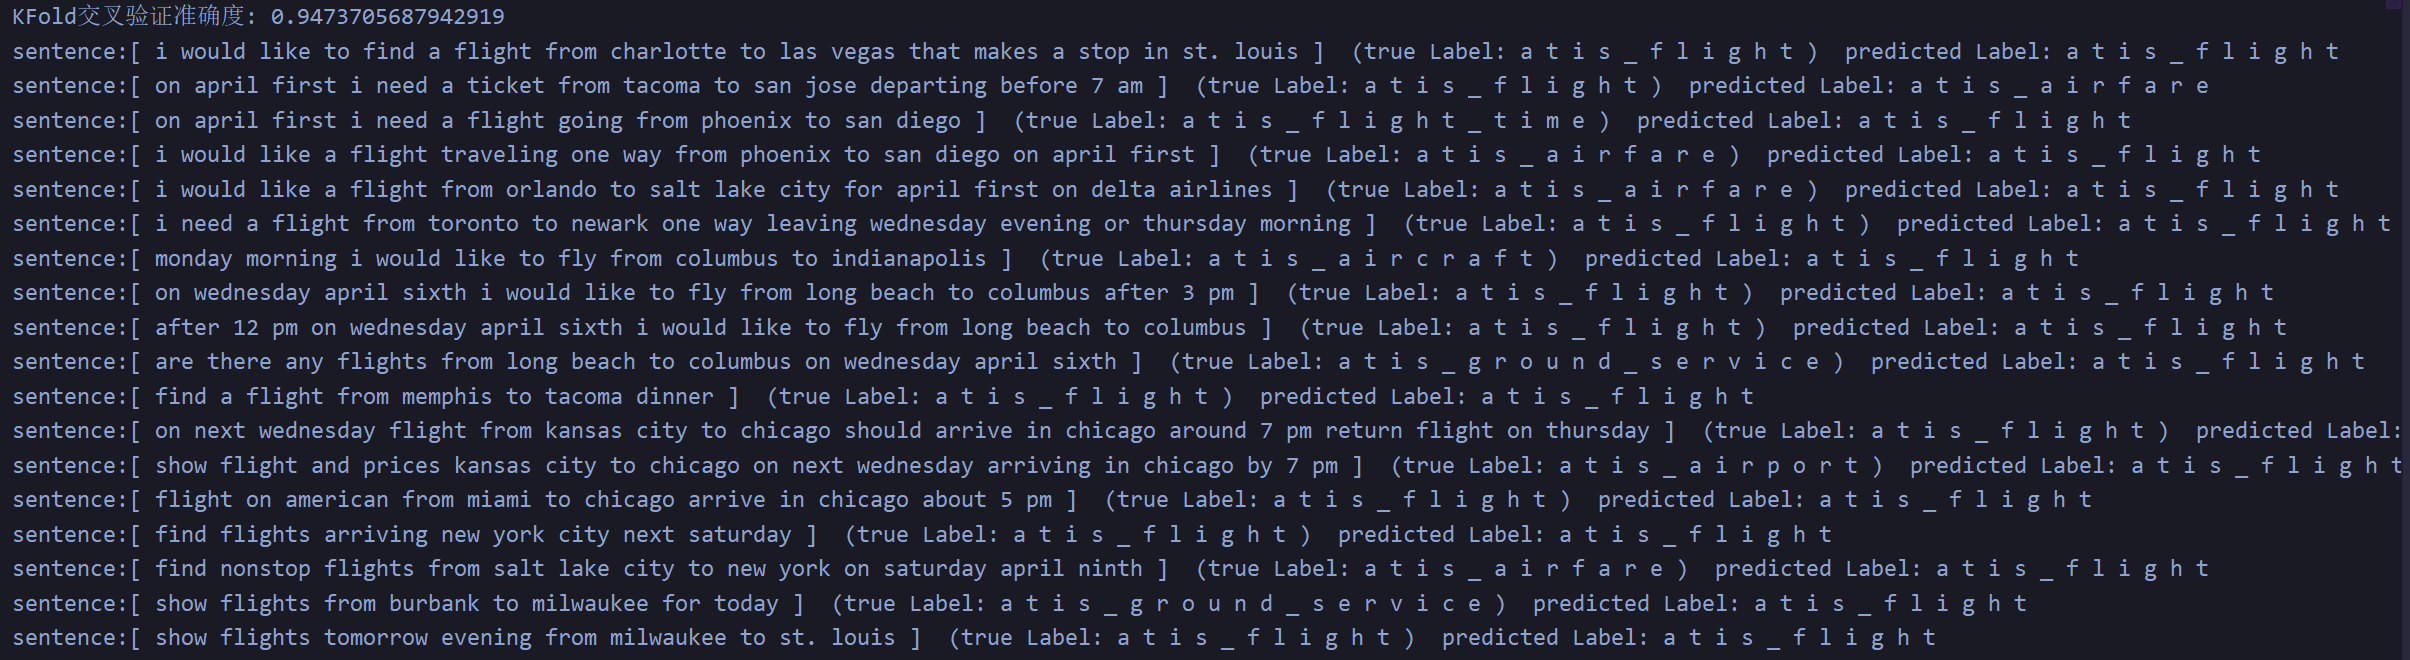 KFold交叉验证准确度: 0.9473705687942919
sentence:[ i would like to find a flight from charlotte to las vegas that makes a stop in st. louis ]  (true Label: a t i s _ f l i g h t )  predicted Label: a t i s _ f l i g h t
sentence:[ on april first i need a ticket from tacoma to san jose departing before 7 am ]  (true Label: a t i s _ f l i g h t )  predicted Label: a t i s _ a i r f a r e
sentence:[ on april first i need a flight going from phoenix to san diego ]  (true Label: a t i s _ f l i g h t _ t i m e )  predicted Label: a t i s _ f l i g h t
sentence:[ i would like a flight traveling one way from phoenix to san diego on april first ]  (true Label: a t i s _ a i r f a r e )  predicted Label: a t i s _ f l i g h t
sentence:[ i would like a flight from orlando to salt lake city for april first on delta airlines ]  (true Label: a t i s _ a i r f a r e )  predicted Label: a t i s _ f l i g h t
sentence:[ i need a flight from toronto to newark one way leaving wednesday evening or thursday morning ]  (true Label: a t i s _ f l i g h t )  predicted Label: a t i s _ f l i g h t
sentence:[ monday morning i would like to fly from columbus to indianapolis ]  (true Label: a t i s _ a i r c r a f t )  predicted Label: a t i s _ f l i g h t
sentence:[ on wednesday april sixth i would like to fly from long beach to columbus after 3 pm ]  (true Label: a t i s _ f l i g h t )  predicted Label: a t i s _ f l i g h t
sentence:[ after 12 pm on wednesday april sixth i would like to fly from long beach to columbus ]  (true Label: a t i s _ f l i g h t )  predicted Label: a t i s _ f l i g h t
sentence:[ are there any flights from long beach to columbus on wednesday april sixth ]  (true Label: a t i s _ g r o u n d _ s e r v i c e )  predicted Label: a t i s _ f l i g h t
sentence:[ find a flight from memphis to tacoma dinner ]  (true Label: a t i s _ f l i g h t )  predicted Label: a t i s _ f l i g h t
sentence:[ on next wednesday flight from kansas city to chicago should arrive in chicago around 7 pm return flight on thursday ]  (true Label: a t i s _ f l i g h t )  predicted Label:
sentence:[ show flight and prices kansas city to chicago on next wednesday arriving in chicago by 7 pm ]  (true Label: a t i s _ a i r p o r t )  predicted Label: a t i s _ f l i g h t
sentence:[ flight on american from miami to chicago arrive in chicago about 5 pm ]  (true Label: a t i s _ f l i g h t )  predicted Label: a t i s _ f l i g h t
sentence:[ find flights arriving new york city next saturday ]  (true Label: a t i s _ f l i g h t )  predicted Label: a t i s _ f l i g h t
sentence:[ find nonstop flights from salt lake city to new york on saturday april ninth ]  (true Label: a t i s _ a i r f a r e )  predicted Label: a t i s _ f l i g h t
sentence:[ show flights from burbank to milwaukee for today ]  (true Label: a t i s _ g r o u n d _ s e r v i c e )  predicted Label: a t i s _ f l i g h t
sentence:[ show flights tomorrow evening from milwaukee to st. louis ]  (true Label: a t i s _ f l i g h t )  predicted Label: a t i s _ f l i g h t